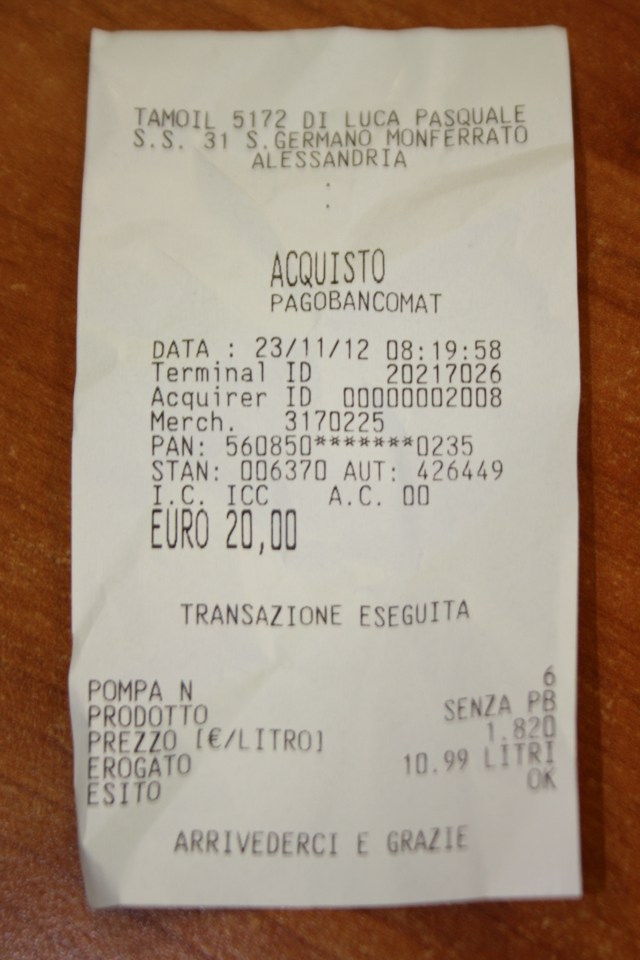 TAMOIL 5172 DI LUCA PASQUALE
S.S. 31 S.GERMANO MONFERRATO
ALESSANDRIA
.
.
ACQUISTO
PAGOBANCOMAT
DATA : 23/11/12 08:19:58
Terminal ID 20217026
Acquirer ID 00000002008
Merch. 3170225
PAN: 560850*******0235
STAN: 006370 AUT: 426449
I.C. ICC A.C. 00
EURO 20,00
TRANSAZIONE ESEGUITA
POMPA N 6
PRODOTTO SENZA PB
PREZZO [€/LITRO] 1.820
EROGATO 10.99 LITRI
ESITO OK
ARRIVEDERCI E GRAZIE